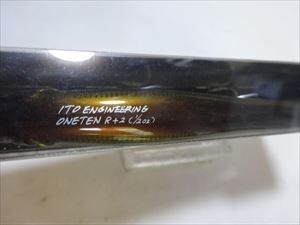 ITO ENGINEERING
ONETEN R+2 (1/2oz)